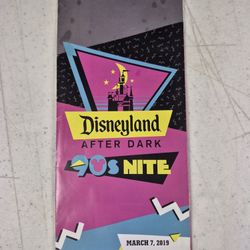 Disneyland
AFTER DARK
'90s NITE
MARCH 7, 2019